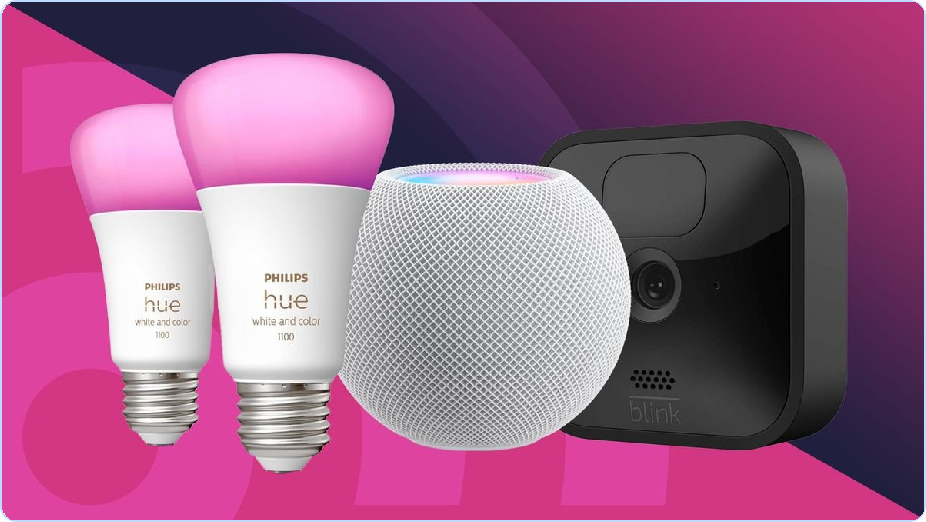 PHILIPS
hue
white and color
1100
PHILIPS
hue
white and color
1100
blink